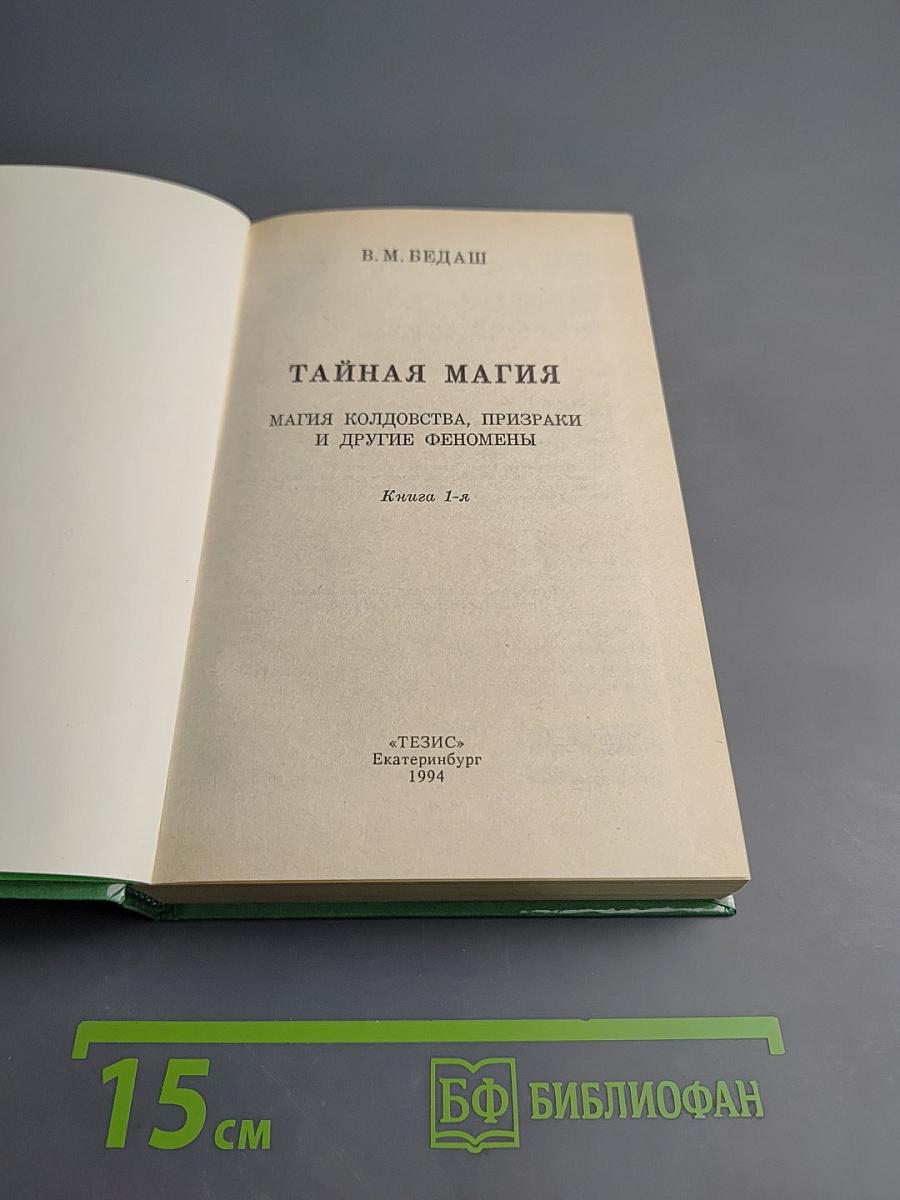 В. М. БЕДАШ
ТАЙНАЯ МАГИЯ
МАГИЯ КОЛДОВСТВА, ПРИЗРАКИ
И ДРУГИЕ ФЕНОМЕНЫ
Книга 1-я
«ТЕЗИС»
Екатеринбург
1994
15 см
БФ БИБЛИОФАН